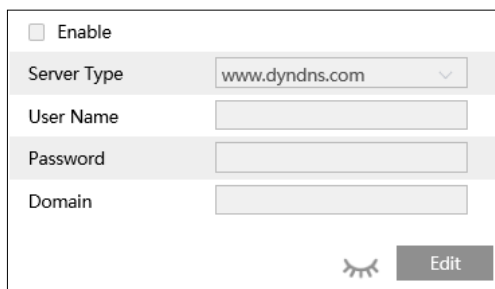 Enable
Server Type www.dyndns.com
User Name
Password
Domain
Edit